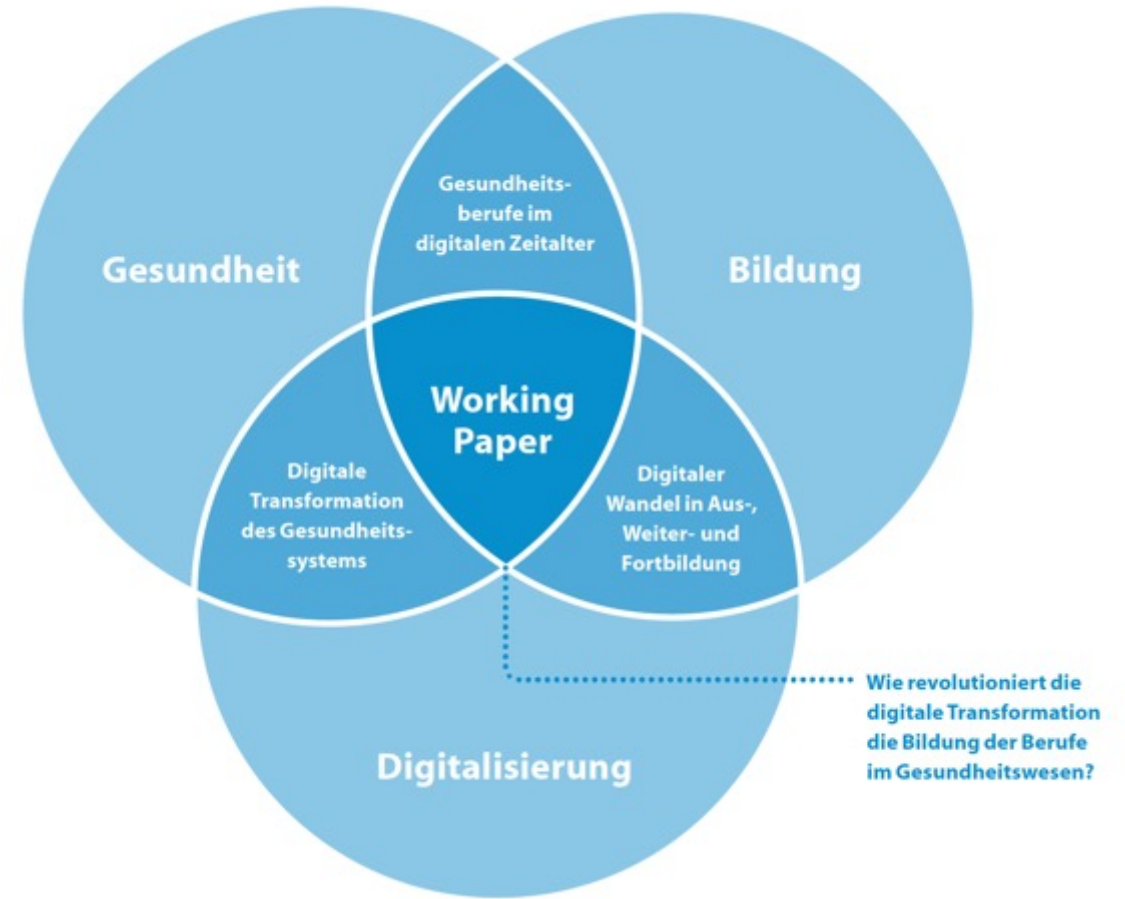 Gesundheits-
berufe im
digitalen Zeitalter
Gesundheit
Bildung
Working
Paper
Digitale
Transformation
des Gesundheits-
systems
Digitaler
Wandel in Aus-,
Weiter- und
Fortbildung
Wie revolutioniert die
digitale Transformation
die Bildung der Berufe
im Gesundheitswesen?
Digitalisierung